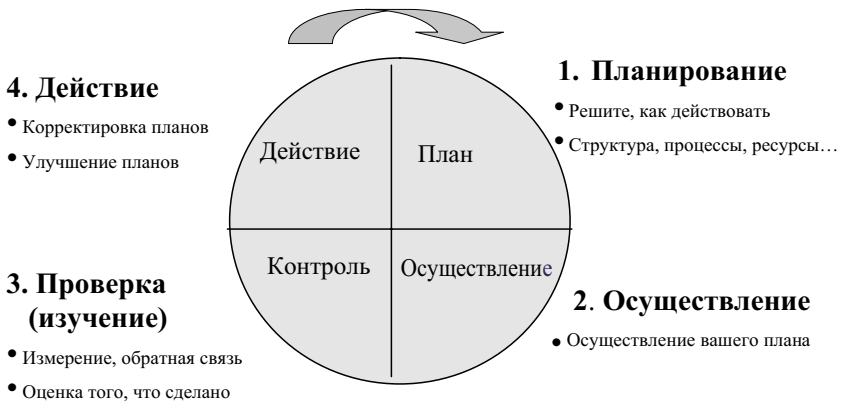 4. Действие
• Корректировка планов
• Улучшение планов
1. Планирование
• Решите, как действовать
• Структура, процессы, ресурсы…
Действие
План
Контроль
Осуществление
3. Проверка
(изучение)
• Измерение, обратная связь
• Оценка того, что сделано
2. Осуществление
• Осуществление вашего плана